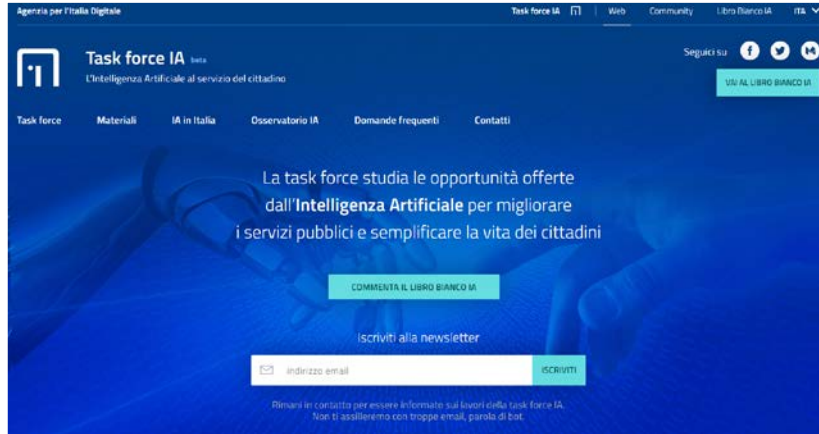 Agenzia per l'Italia Digitale
Task force IA
Web
Community
Libro Bianco IA
ITA
Task force IA beta
L'Intelligenza Artificiale al servizio del cittadino
Seguici su
VAI AL LIBRO BIANCO IA
Task force
Materiali
IA in Italia
Osservatorio IA
Domande frequenti
Contatti
La task force studia le opportunità offerte
dall'Intelligenza Artificiale per migliorare
i servizi pubblici e semplificare la vita dei cittadini
COMMENTA IL LIBRO BIANCO IA
Iscriviti alla newsletter
indirizzo email
ISCRIVITI
Rimani in contatto per essere informato sui lavori della task force IA.
Non ti assilleremo con troppe email, parola di bot.